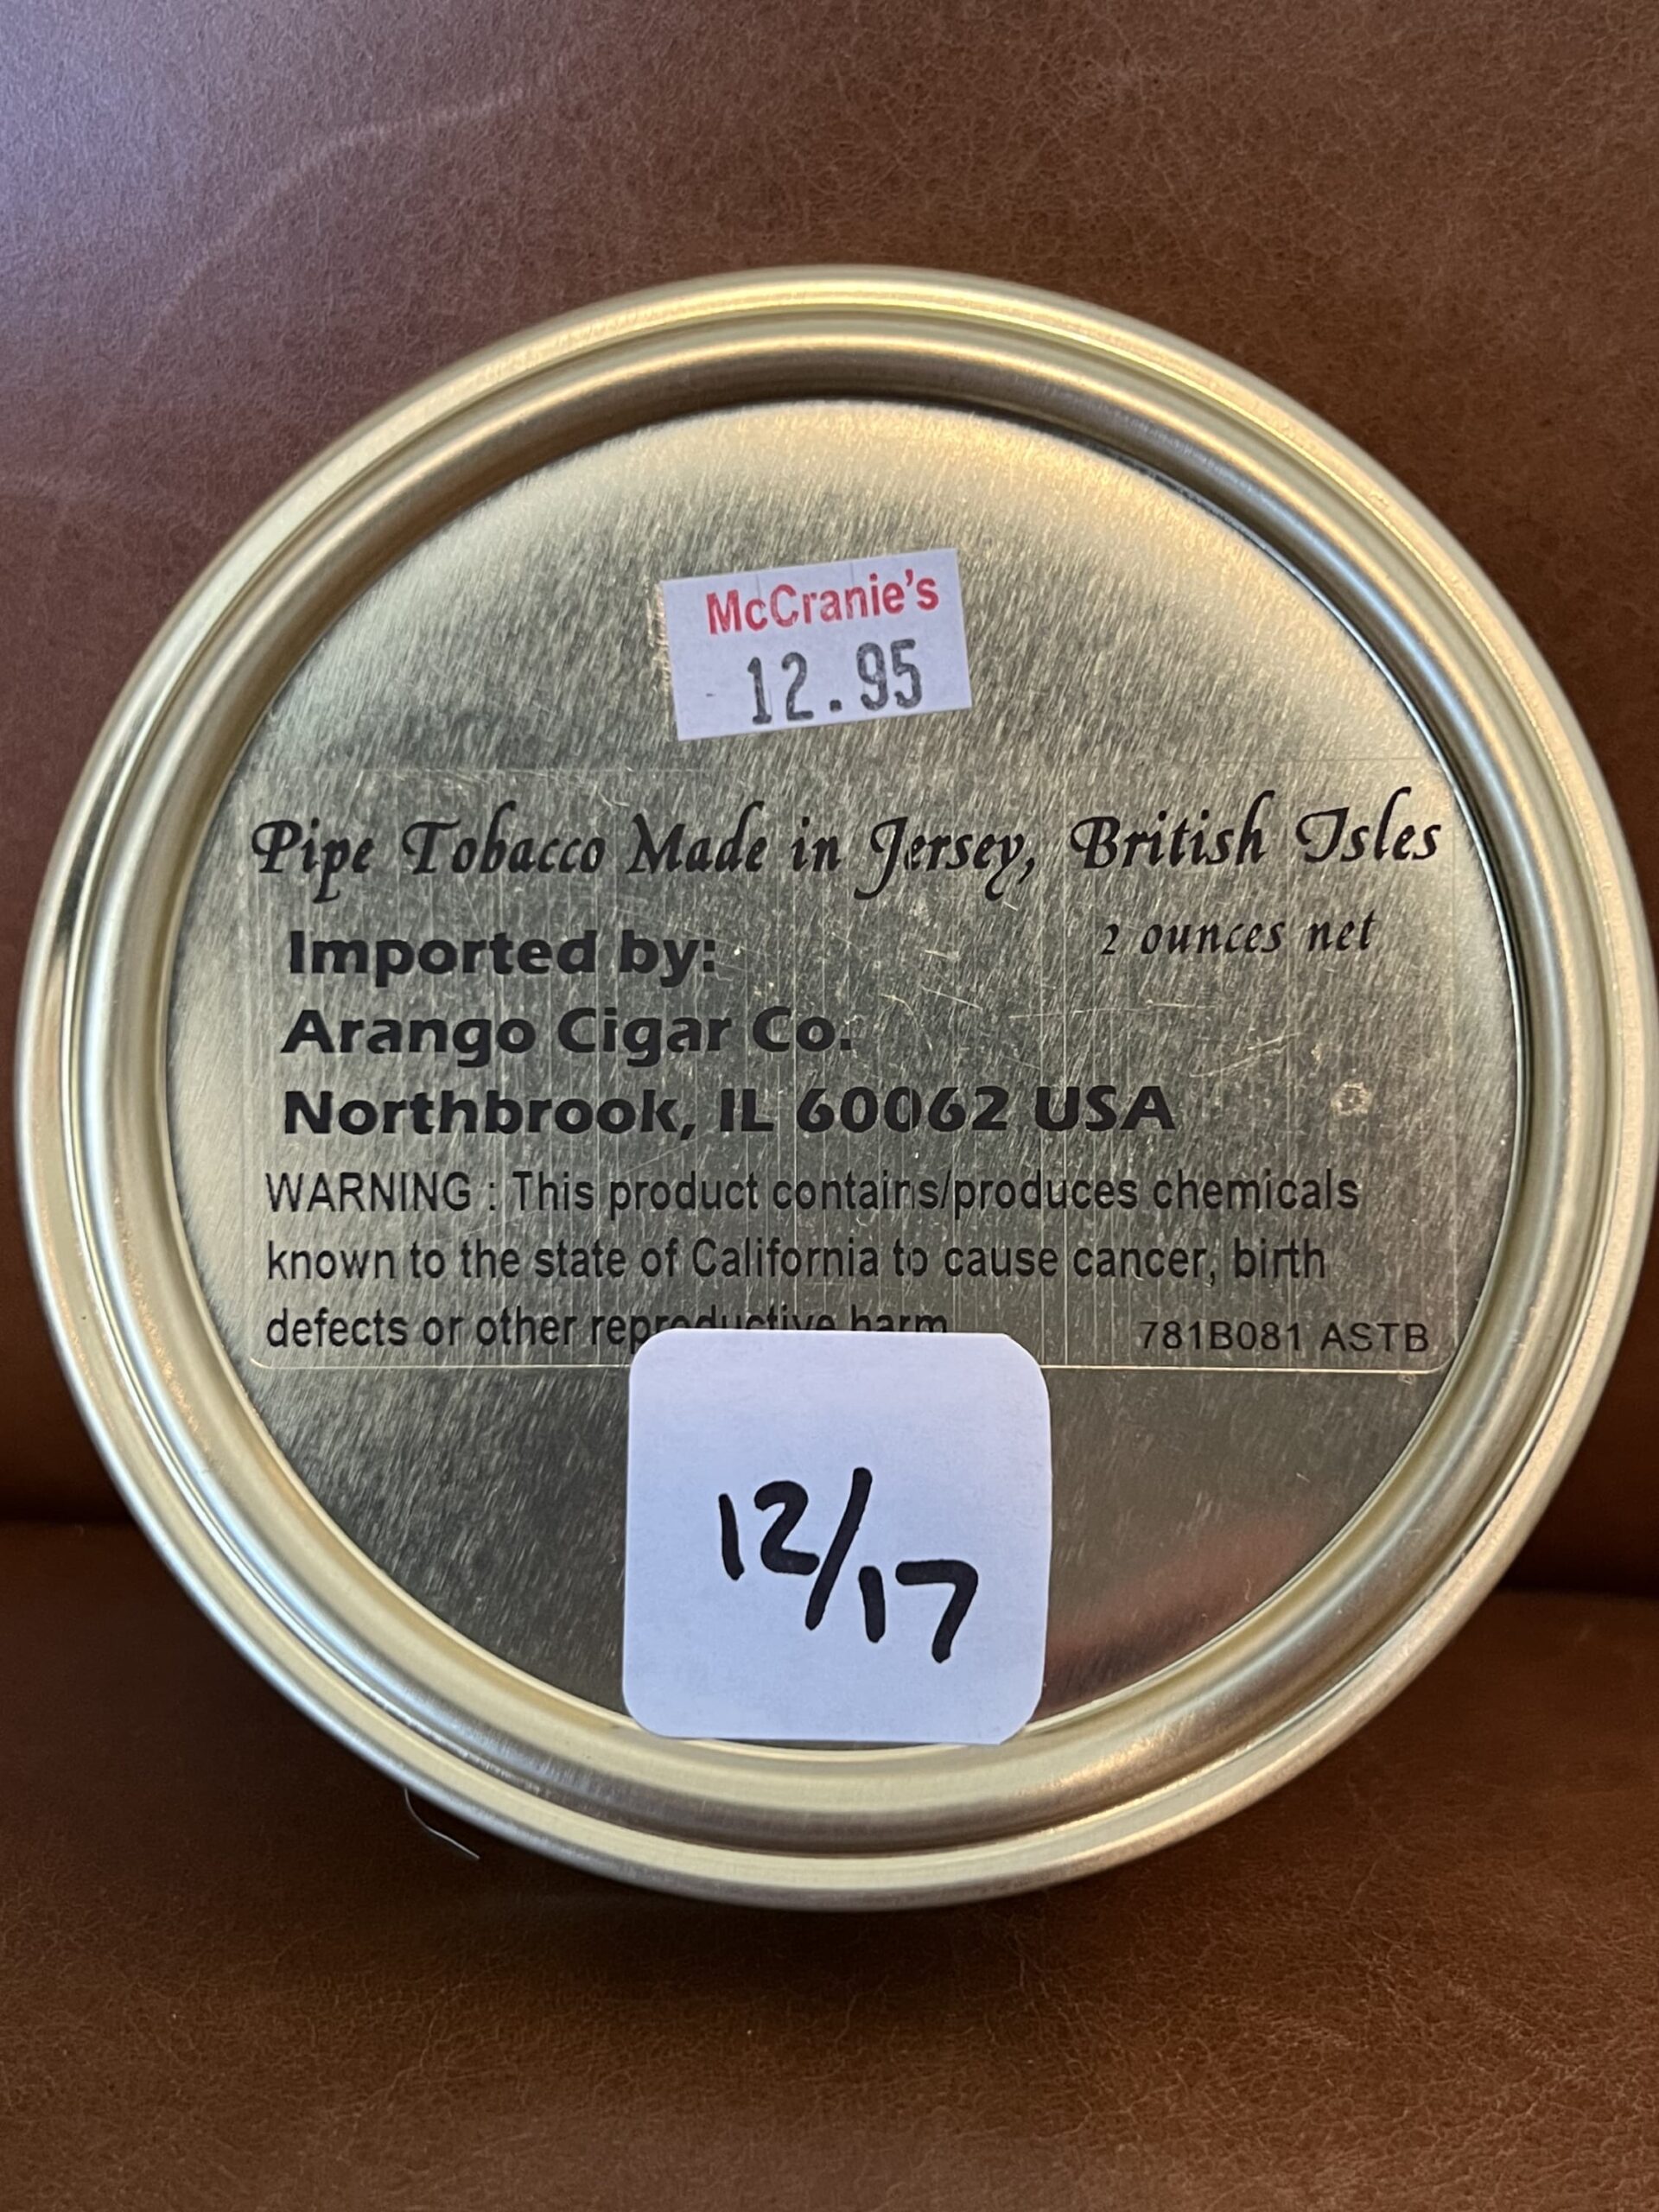 McCranie's
12.95
Pipe Tobacco Made in Jersey, British Isles
2 ounces net
Imported by:
Arango Cigar Co.
Northbrook, IL 60062 USA
WARNING : This product contains/produces chemicals
known to the state of California to cause cancer, birth
defects or other reproductive harm
781B081 ASTB
12/17